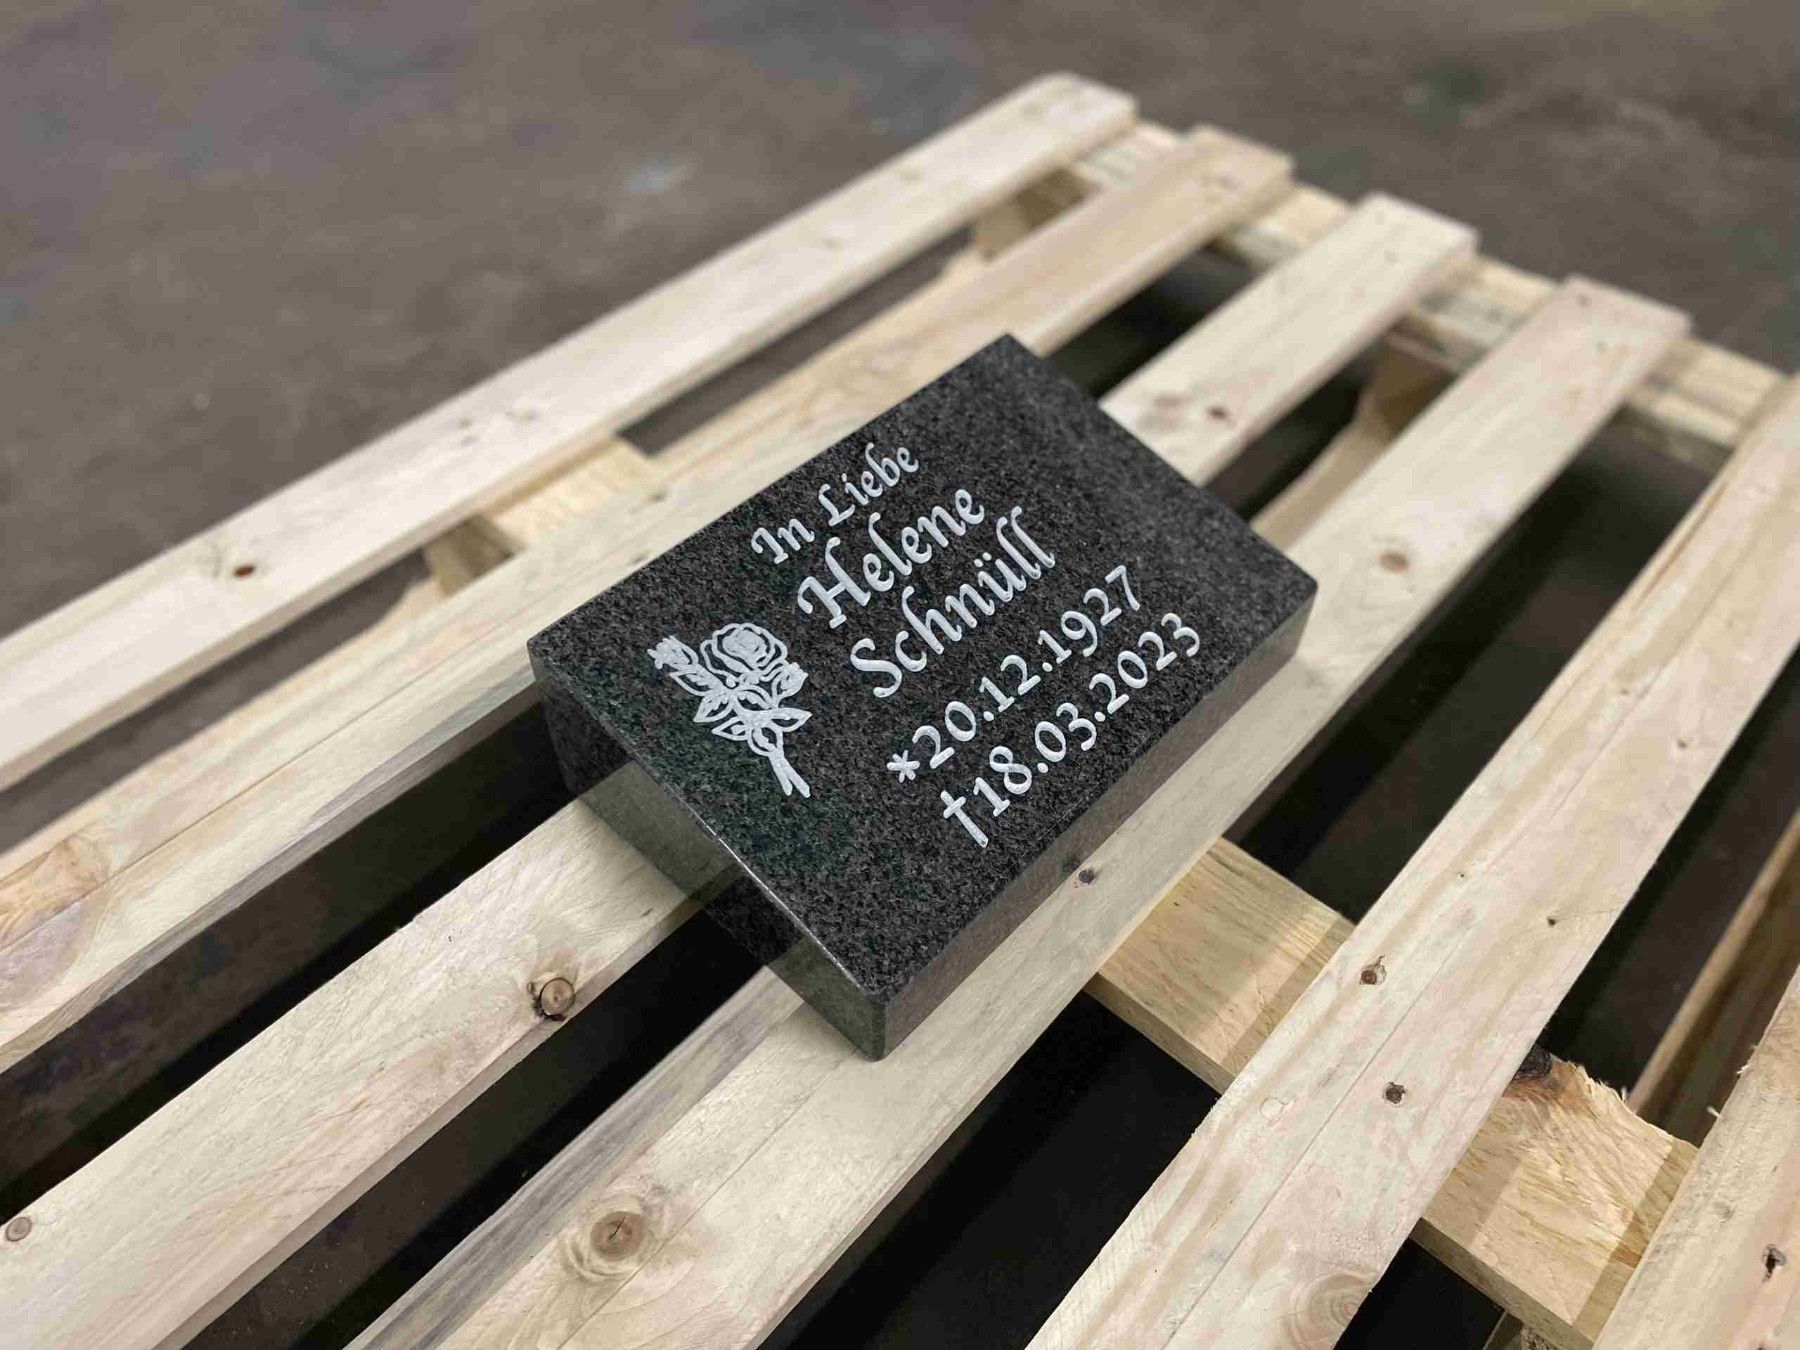 In Liebe
Helene
Schnüll
*20.12.1927
†18.03.2023